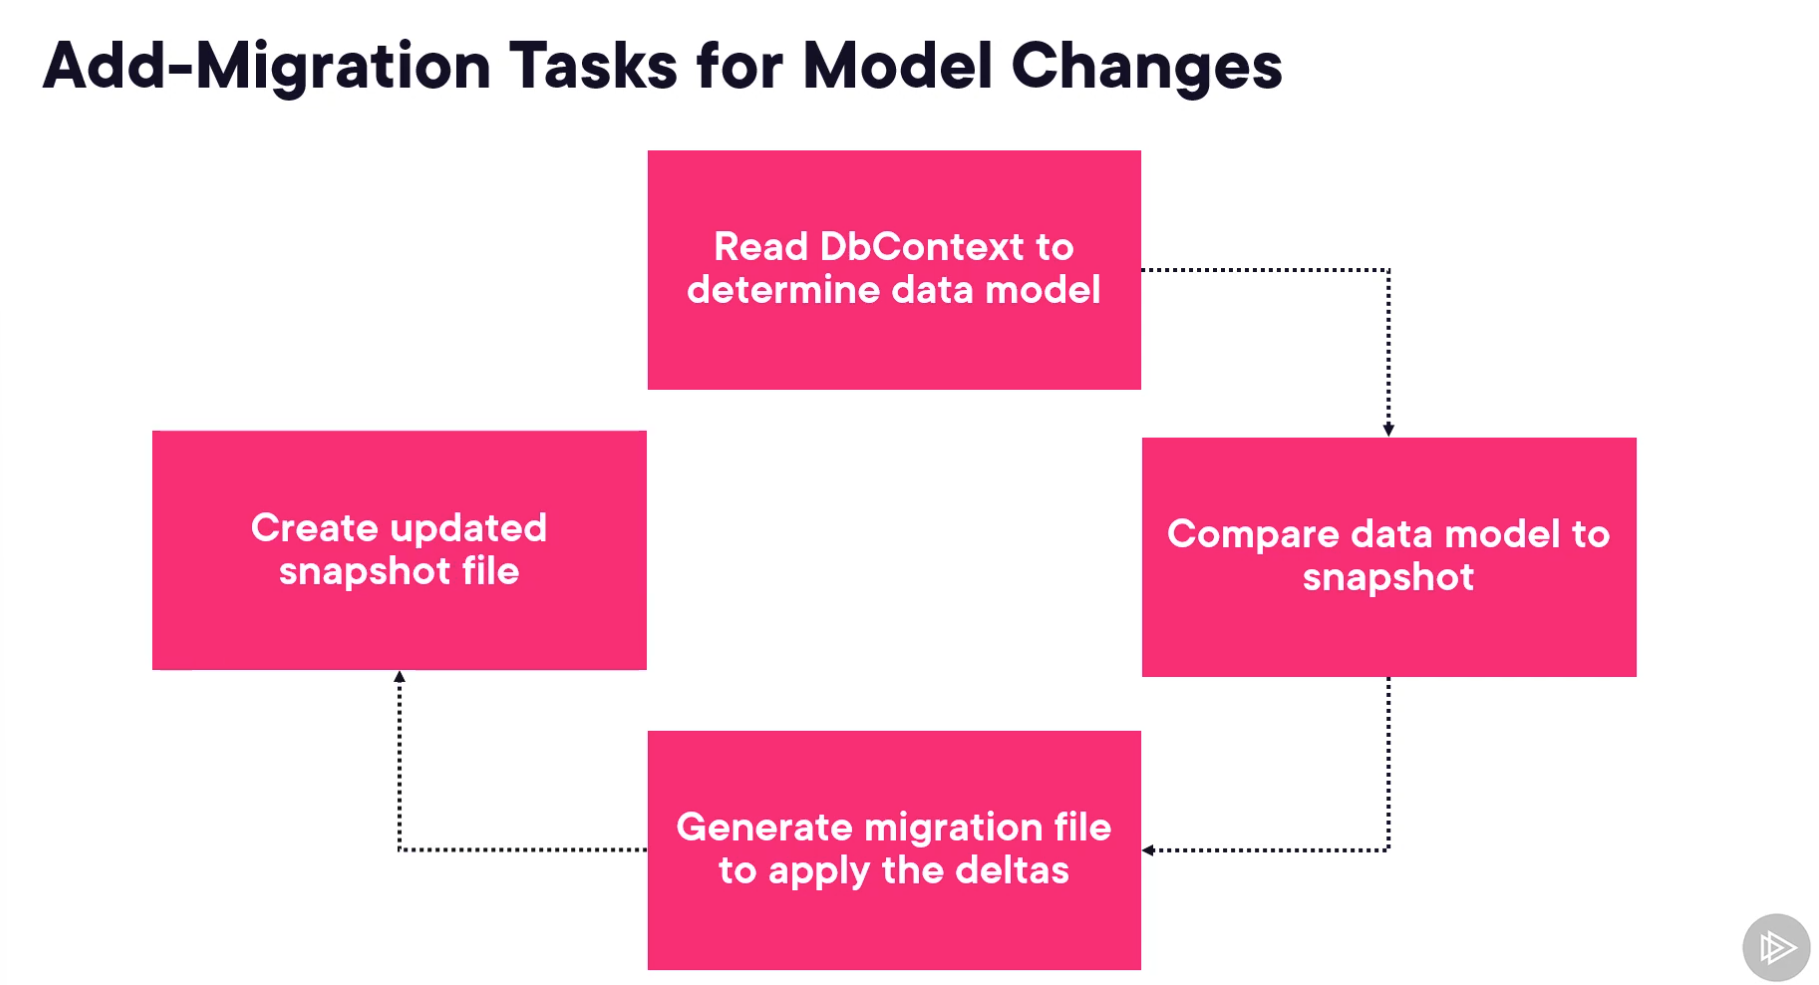 Add-Migration Tasks for Model Changes
Read DbContext to
determine data model
Compare data model to
snapshot
Generate migration file
to apply the deltas
Create updated
snapshot file